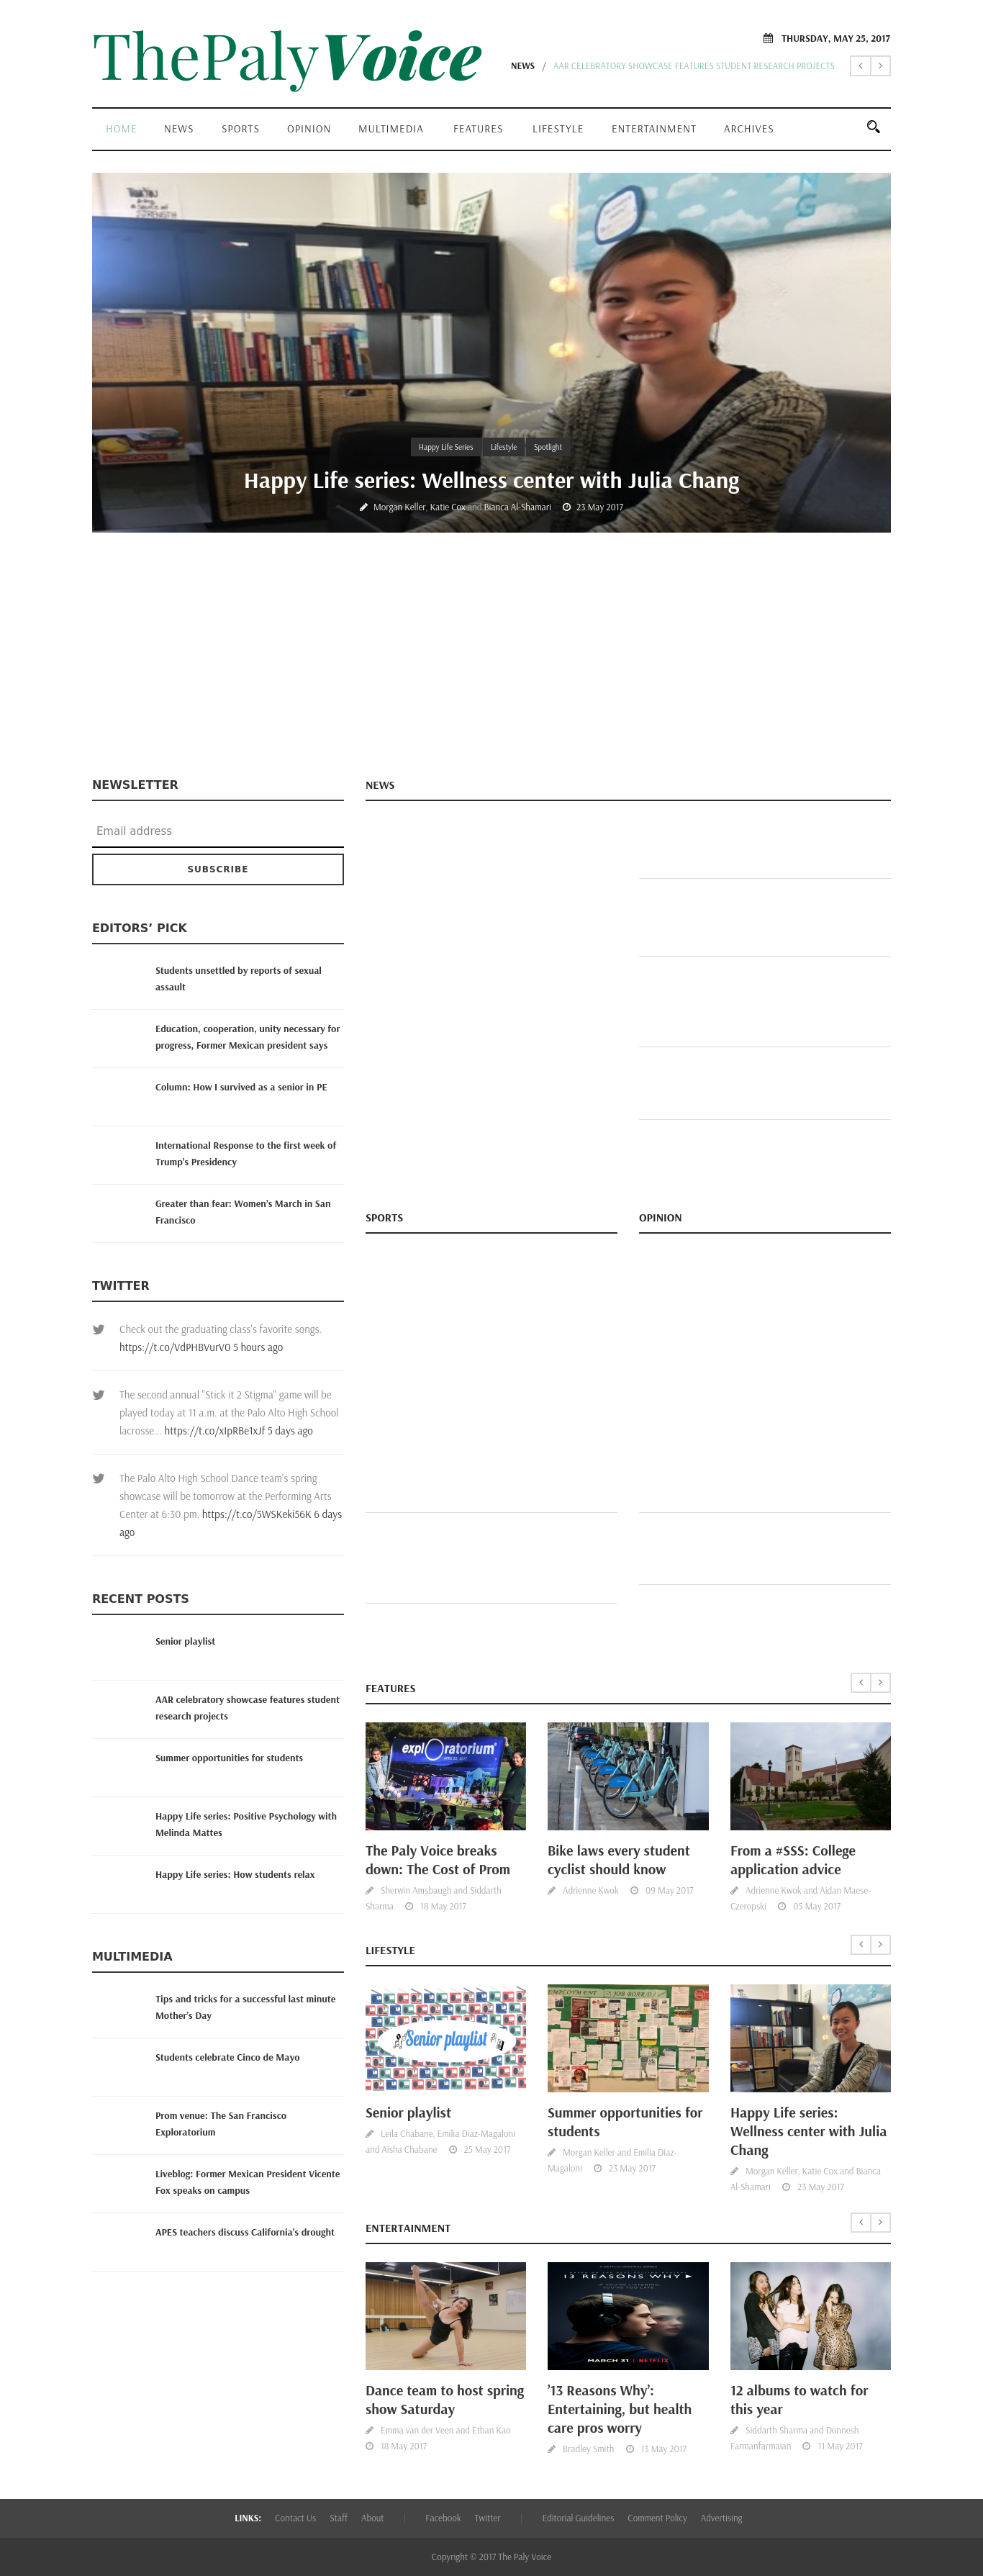 ThePalyVoice
THURSDAY, MAY 25, 2017
NEWS / AAR CELEBRATORY SHOWCASE FEATURES STUDENT RESEARCH PROJECTS
HOME NEWS SPORTS OPINION MULTIMEDIA FEATURES LIFESTYLE ENTERTAINMENT ARCHIVES
Happy Life Series Lifestyle Spotlight
Happy Life series: Wellness center with Julia Chang
Morgan Keller, Katie Cox and Bianca Al-Shamari 23 May 2017
NEWSLETTER
Email address
SUBSCRIBE
EDITORS’ PICK
Students unsettled by reports of sexual
assault
Education, cooperation, unity necessary for
progress, Former Mexican president says
Column: How I survived as a senior in PE
International Response to the first week of
Trump’s Presidency
Greater than fear: Women’s March in San
Francisco
TWITTER
Check out the graduating class's favorite songs.
https://t.co/VdPHBVurV0 5 hours ago
The second annual "Stick it 2 Stigma" game will be
played today at 11 a.m. at the Palo Alto High School
lacrosse... https://t.co/xIpRBe1xJf 5 days ago
The Palo Alto High School Dance team's spring
showcase will be tomorrow at the Performing Arts
Center at 6:30 pm. https://t.co/5WSKeki56K 6 days
ago
RECENT POSTS
Senior playlist
AAR celebratory showcase features student
research projects
Summer opportunities for students
Happy Life series: Positive Psychology with
Melinda Mattes
Happy Life series: How students relax
MULTIMEDIA
Tips and tricks for a successful last minute
Mother’s Day
Students celebrate Cinco de Mayo
Prom venue: The San Francisco
Exploratorium
Liveblog: Former Mexican President Vicente
Fox speaks on campus
APES teachers discuss California’s drought
NEWS
SPORTS
OPINION
FEATURES
exploratorium
The Paly Voice breaks
down: The Cost of Prom
Sherwin Amsbaugh and Siddarth
Sharma 18 May 2017
Bike laws every student
cyclist should know
Adrienne Kwok 09 May 2017
From a #SSS: College
application advice
Adrienne Kwok and Aidan Maese-
Czeropski 05 May 2017
LIFESTYLE
Senior playlist
Senior playlist
Leila Chabane, Emilia Diaz-Magaloni
and Aisha Chabane 25 May 2017
EMPLOYMENT JOB BOARD
Summer opportunities for
students
Morgan Keller and Emilia Diaz-
Magaloni 23 May 2017
Happy Life series:
Wellness center with Julia
Chang
Morgan Keller, Katie Cox and Bianca
Al-Shamari 23 May 2017
ENTERTAINMENT
Dance team to host spring
show Saturday
Emma van der Veen and Ethan Kao
18 May 2017
13 REASONS WHY
MARCH 31 | NETFLIX
’13 Reasons Why’:
Entertaining, but health
care pros worry
Bradley Smith 13 May 2017
12 albums to watch for
this year
Siddarth Sharma and Donnesh
Farmanfarmaian 11 May 2017
LINKS: Contact Us Staff About | Facebook Twitter | Editorial Guidelines Comment Policy Advertising
Copyright © 2017 The Paly Voice